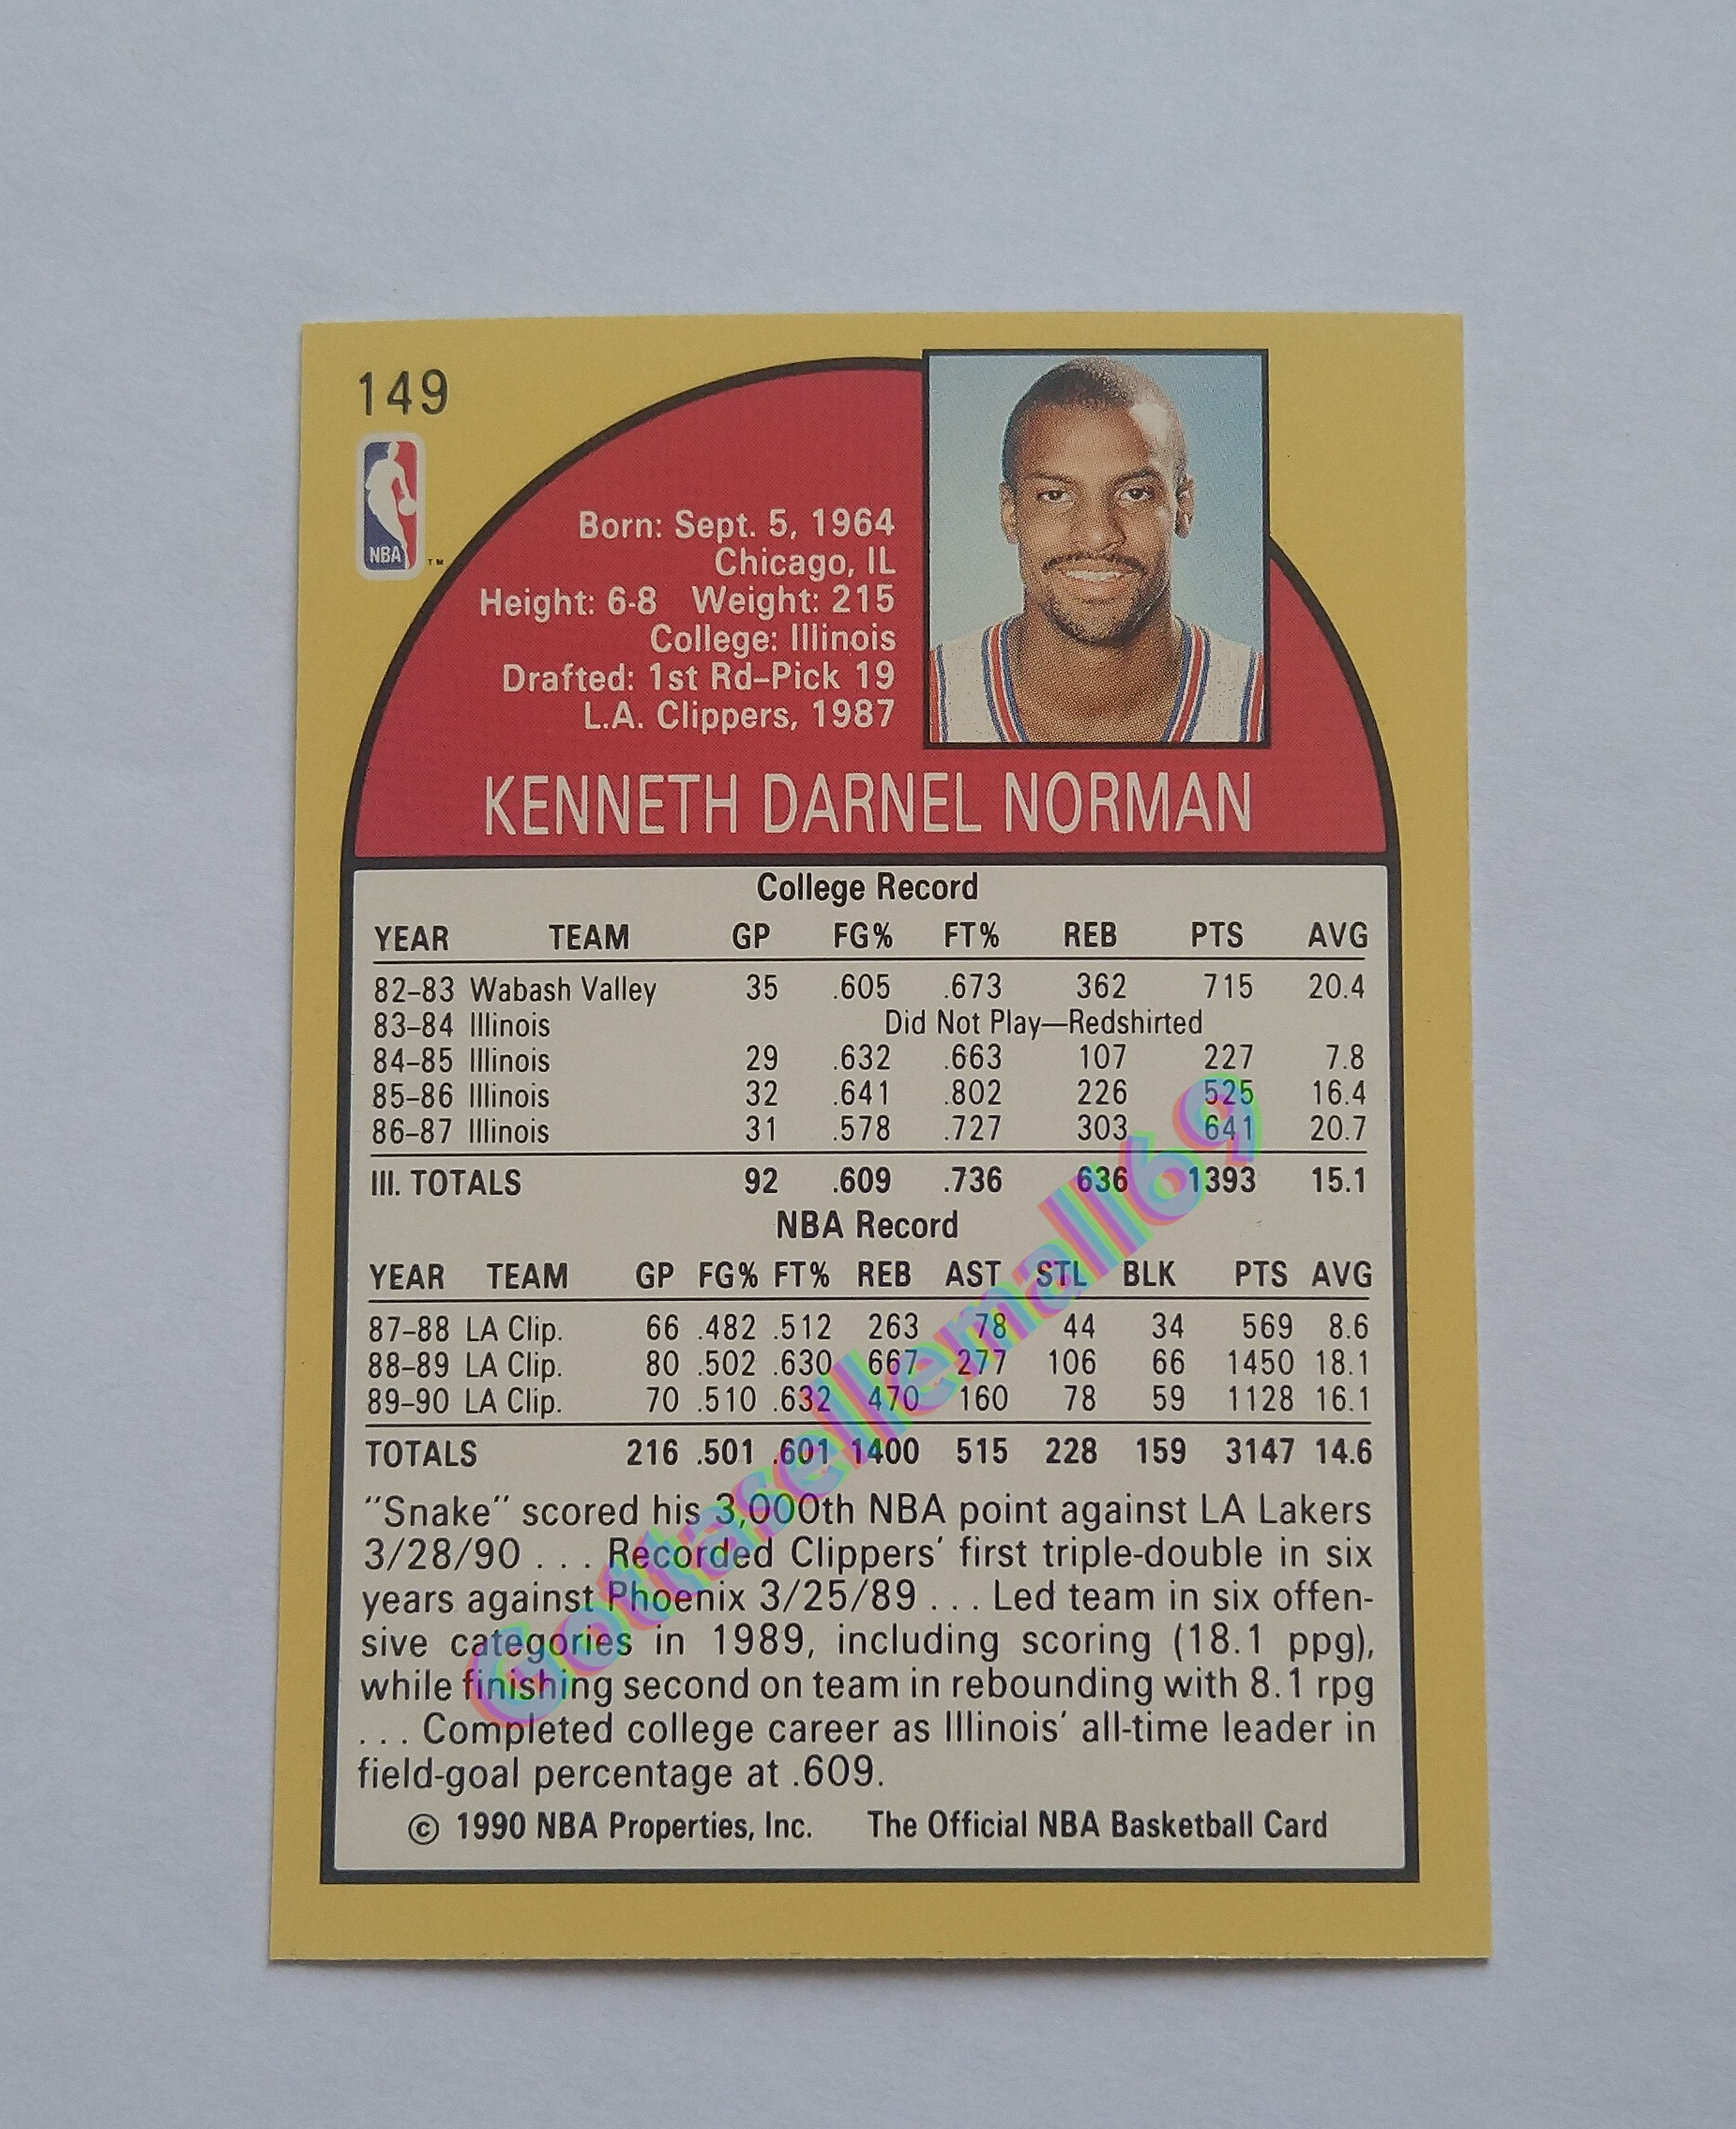 149
NBA
TM
Born: Sept. 5, 1964
Chicago, IL
Height: 6-8 Weight: 215
College: Illinois
Drafted: 1st Rd–Pick 19
L.A. Clippers, 1987
KENNETH DARNEL NORMAN
College Record
YEAR TEAM GP FG% FT% REB PTS AVG
82–83 Wabash Valley 35 .605 .673 362 715 20.4
83–84 Illinois Did Not Play—Redshirted
84–85 Illinois 29 .632 .663 107 227 7.8
85–86 Illinois 32 .641 .802 226 525 16.4
86–87 Illinois 31 .578 .727 303 641 20.7
Ill. TOTALS 92 .609 .736 636 1393 15.1
NBA Record
YEAR TEAM GP FG% FT% REB AST STL BLK PTS AVG
87–88 LA Clip. 66 .482 .512 263 78 44 34 569 8.6
88–89 LA Clip. 80 .502 .630 667 277 106 66 1450 18.1
89–90 LA Clip. 70 .510 .632 470 160 78 59 1128 16.1
TOTALS 216 .501 .601 1400 515 228 159 3147 14.6
"Snake" scored his 3,000th NBA point against LA Lakers
3/28/90 . . . Recorded Clippers' first triple-double in six
years against Phoenix 3/25/89 . . . Led team in six offen-
sive categories in 1989, including scoring (18.1 ppg),
while finishing second on team in rebounding with 8.1 rpg
. . . Completed college career as Illinois' all-time leader in
field-goal percentage at .609.
© 1990 NBA Properties, Inc. The Official NBA Basketball Card
Gottasellemall69